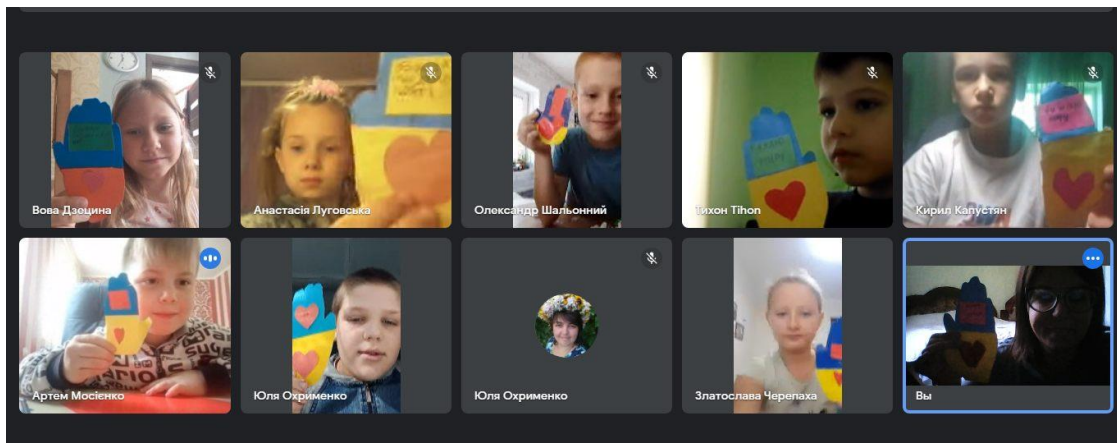 Вова Дзецина
Анастасія Луговська
Олександр Шальонний
Тихон Tihon
Кирил Капустян
Артем Мосієнко
Юля Охрименко
Юля Охрименко
Златослава Черепаха
Вы